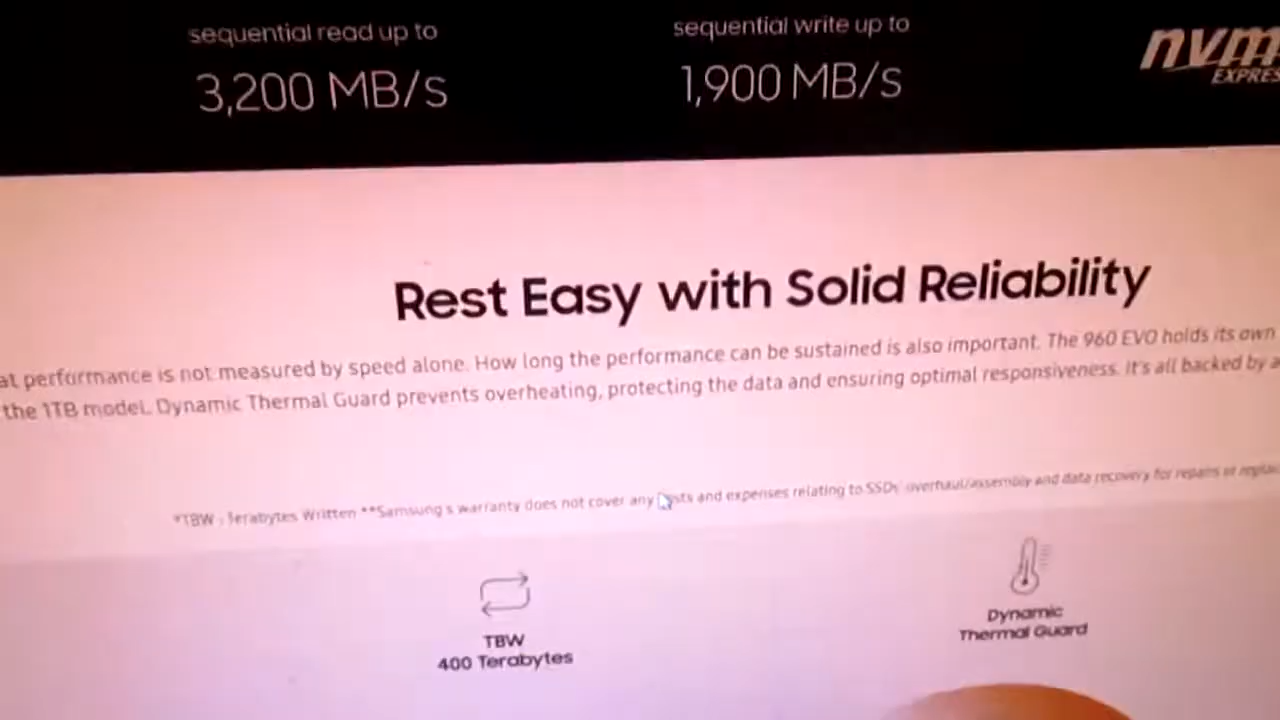 sequential read up to
sequential write up to
3,200 MB/s
1,900 MB/s
nvm
EXPRES
Rest Easy with Solid Reliability
at performance is not measured by speed alone. How long the performance can be sustained is also important. The 960 EVO holds its own
the 1TB model. Dynamic Thermal Guard prevents overheating, protecting the data and ensuring optimal responsiveness. It's all backed by a
*TBW : Terabytes Written **Samsung's warranty does not cover any costs and expenses relating to SSDs' overhaul/assembly and data recovery for repairs or replac
TBW
400 Terabytes
Dynamic
Thermal Guard